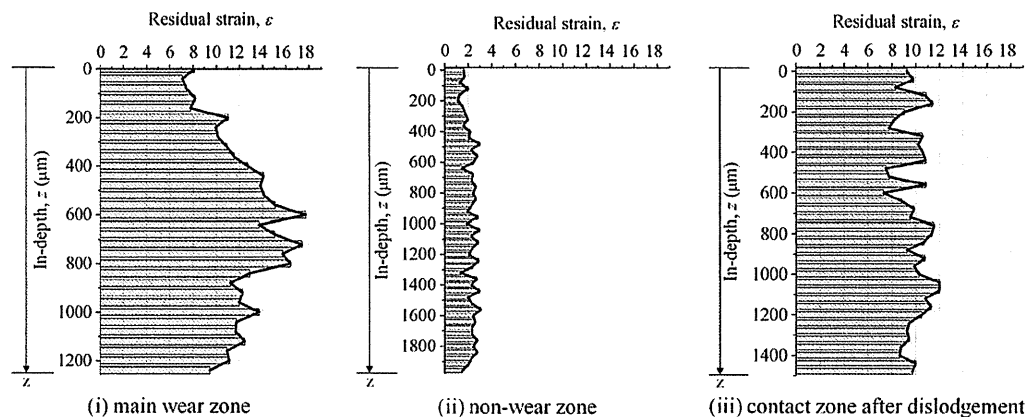 Residual strain, ε
0 2 4 6 8 10 12 14 16 18
0
200
400
600
800
1000
1200
In-depth, z (μm)
z
(i) main wear zone
Residual strain, ε
0 2 4 6 8 10 12 14 16 18
0
200
400
600
800
1000
1200
1400
1600
1800
In-depth, z (μm)
z
(ii) non-wear zone
Residual strain, ε
0 2 4 6 8 10 12 14 16 18
0
200
400
600
800
1000
1200
1400
In-depth, z (μm)
z
(iii) contact zone after dislodgement